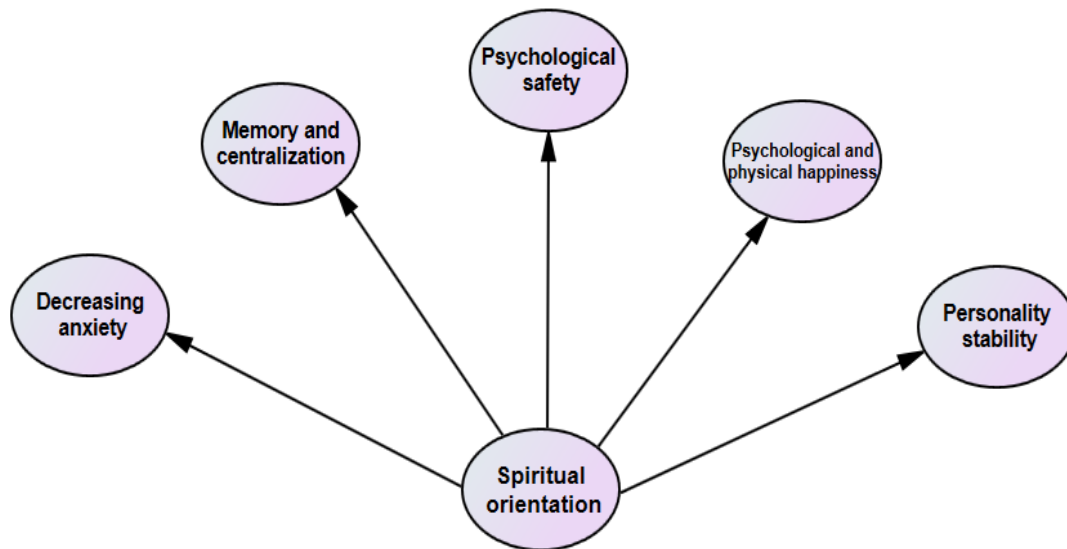 Psychological
safety
Memory and
centralization
Psychological and
physical happiness
Decreasing
anxiety
Personality
stability
Spiritual
orientation